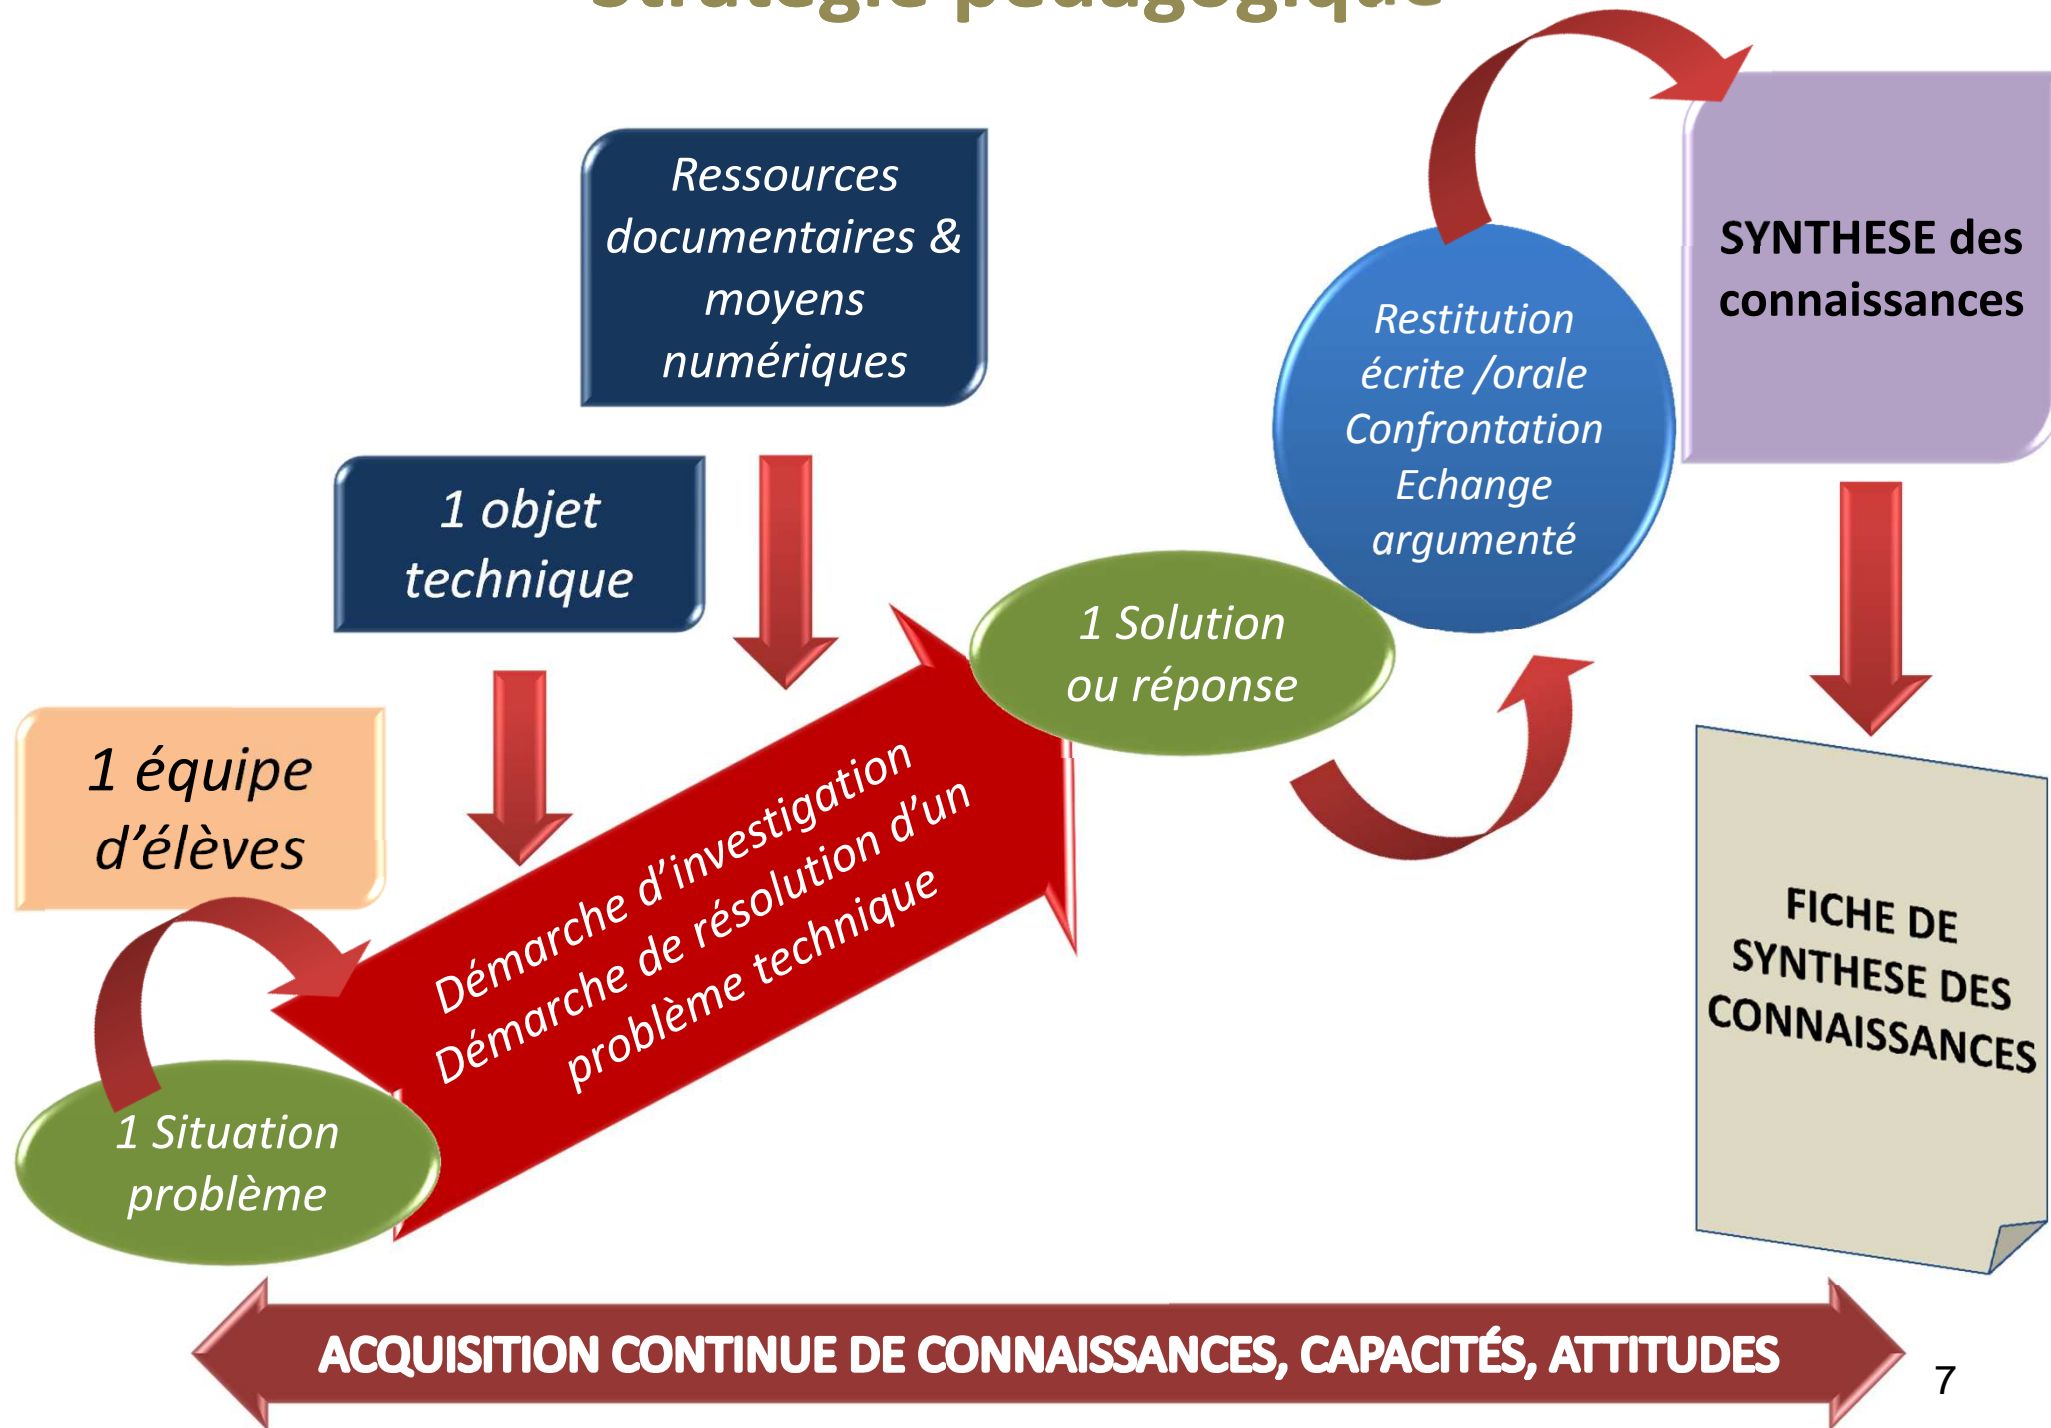 Stratégie pédagogique
Ressources
documentaires &
moyens
numériques
1 objet
technique
1 équipe
d’élèves
1 Situation
problème
Démarche d’investigation
Démarche de résolution d’un
problème technique
1 Solution
ou réponse
Restitution
écrite /orale
Confrontation
Echange
argumenté
SYNTHESE des
connaissances
FICHE DE
SYNTHESE DES
CONNAISSANCES
ACQUISITION CONTINUE DE CONNAISSANCES, CAPACITÉS, ATTITUDES
7